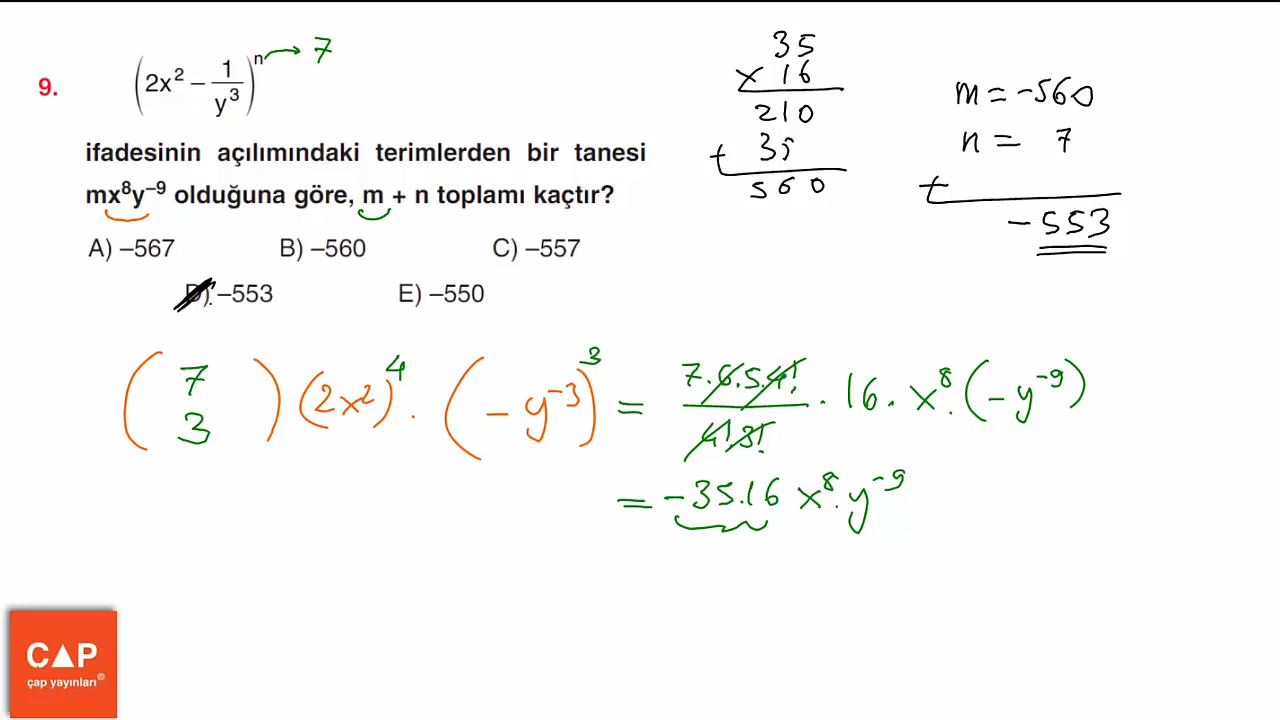 9. (2x² – 1/y³)ⁿ → 7
ifadesinin açılımındaki terimlerden bir tanesi
mx⁸y⁻⁹ olduğuna göre, m + n toplamı kaçtır?
A) –567 B) –560 C) –557
D) –553 E) –550
35
x 16
210
+ 35
560
m = -560
n = 7
+
-553
(7 3) (2x²)⁴ . (-y⁻³)³ = 7.6.5.4!/4!.3! . 16 . x⁸. (-y⁻⁹)
= -35.16 x⁸. y⁻⁹
CAP
çap yayınları®